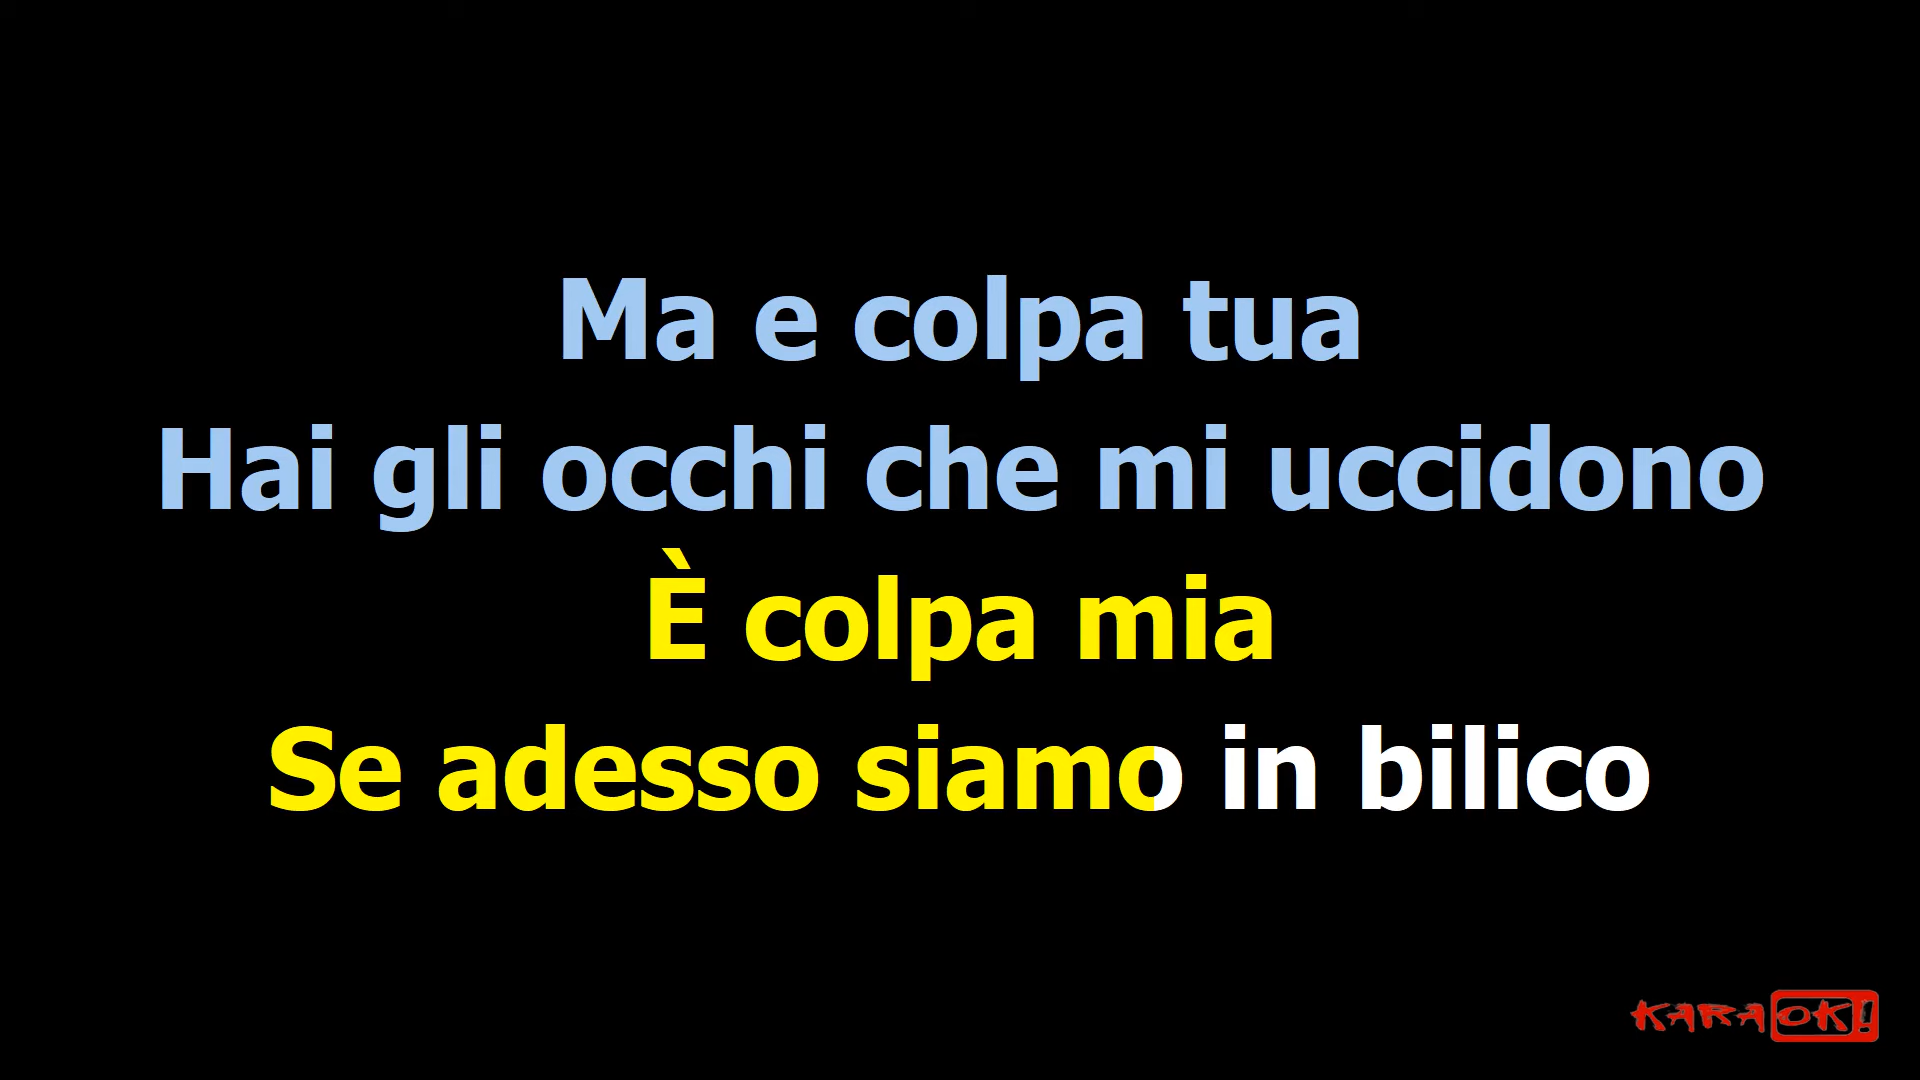 Ma e colpa tua
Hai gli occhi che mi uccidono
È colpa mia
Se adesso siamo in bilico
KARAOK!